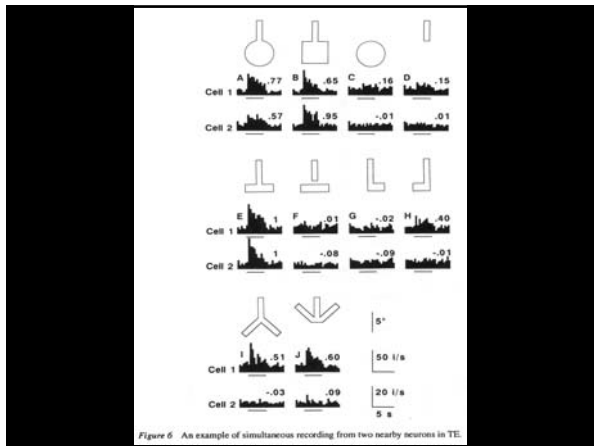 A .77 B .65 C .16 D .15
Cell 1
Cell 2 .57 .95 -.01 .01
E 1 F .01 G -.02 H .40
Cell 1
Cell 2 1 -.08 -.09 -.01
5°
I .51 J .60 50 i/s
Cell 1
-.03 .09 20 i/s
Cell 2
5 s
Figure 6 An example of simultaneous recording from two nearby neurons in TE.